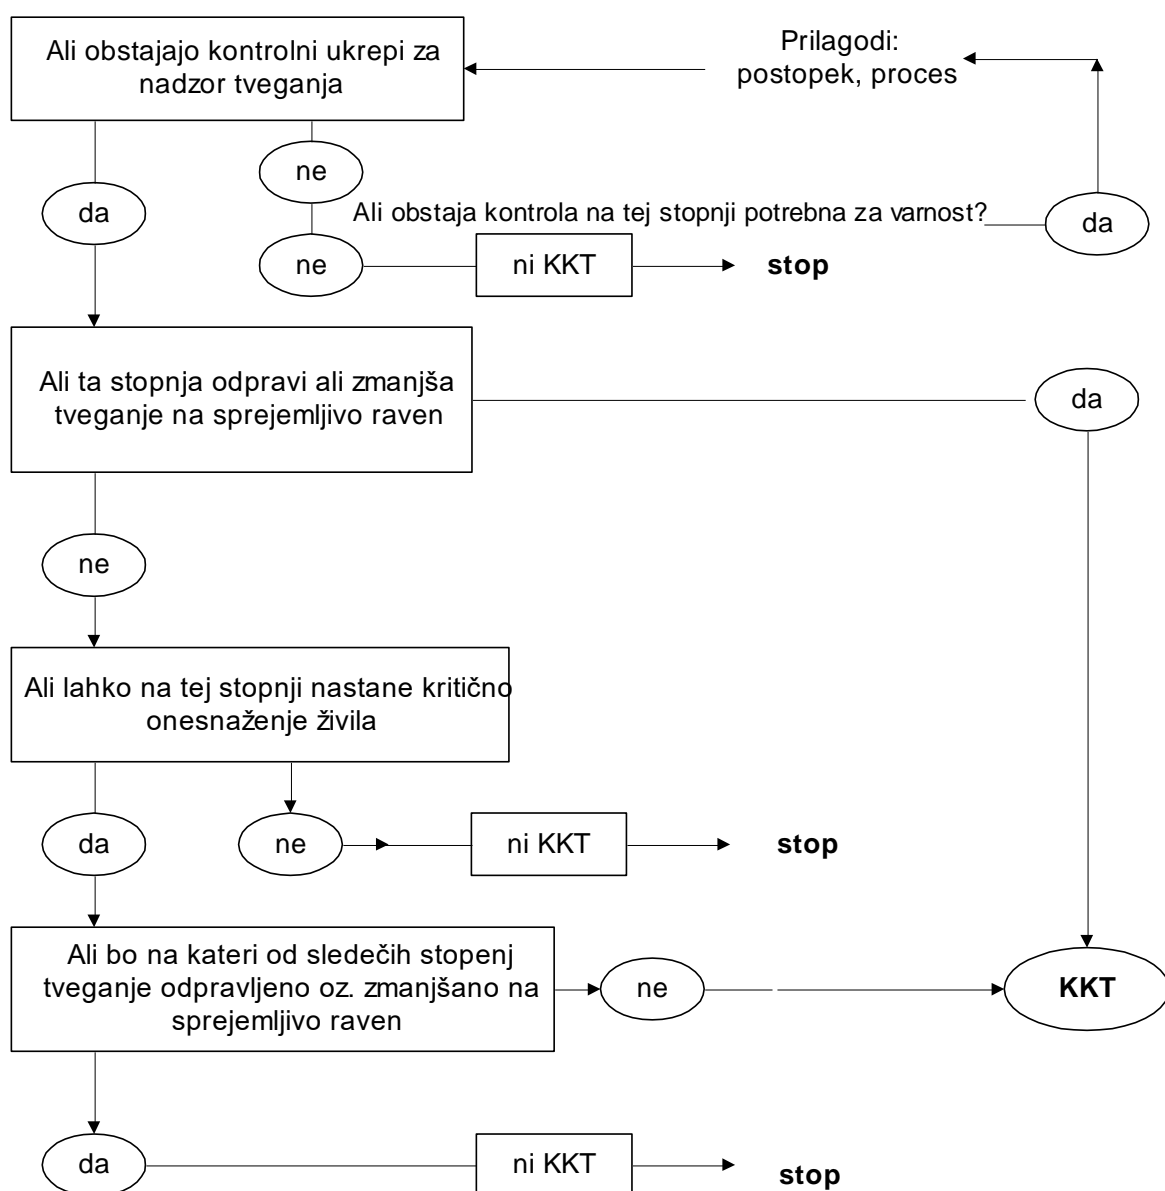 Ali obstajajo kontrolni ukrepi za
nadzor tveganja
Prilagodi:
postopek, proces
ne
da
Ali obstaja kontrola na tej stopnji potrebna za varnost?
da
ne
ni KKT
stop
Ali ta stopnja odpravi ali zmanjša
tveganje na sprejemljivo raven
da
ne
Ali lahko na tej stopnji nastane kritično
onesnaženje živila
da
ne
ni KKT
stop
Ali bo na kateri od sledečih stopenj
tveganje odpravljeno oz. zmanjšano na
sprejemljivo raven
ne
KKT
da
ni KKT
stop